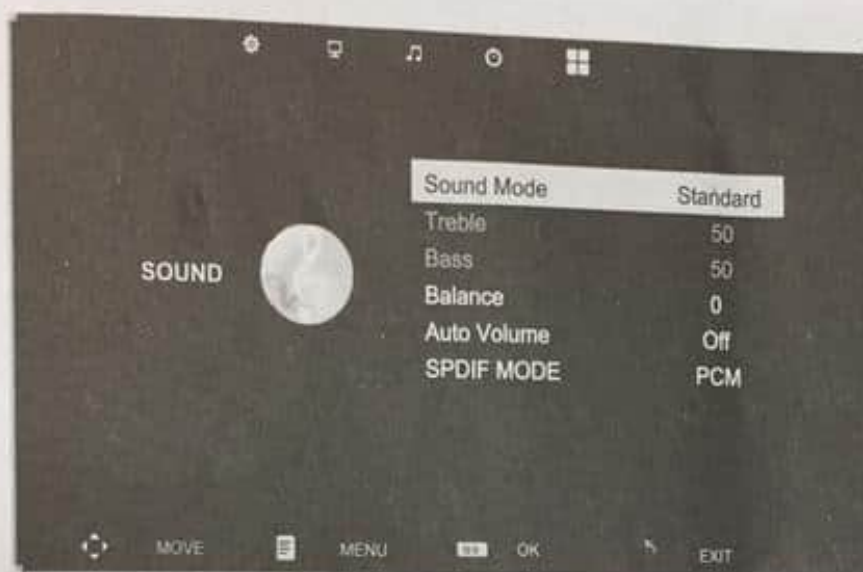 Sound Mode Standard
Treble 50
SOUND
Bass 50
Balance 0
Auto Volume Off
SPDIF MODE PCM
MOVE MENU OK EXIT